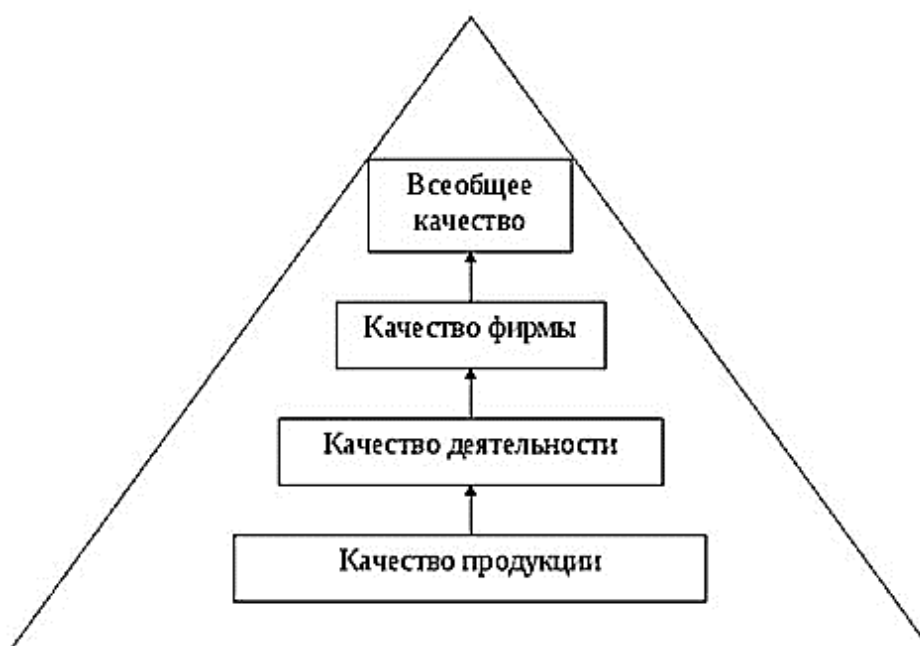 Всеобщее
качество
Качество фирмы
Качество деятельности
Качество продукции